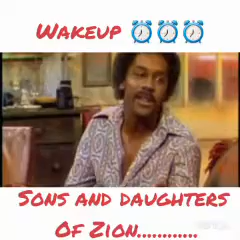 Wakeup ⏰⏰⏰
Sons and daughters
Of Zion............